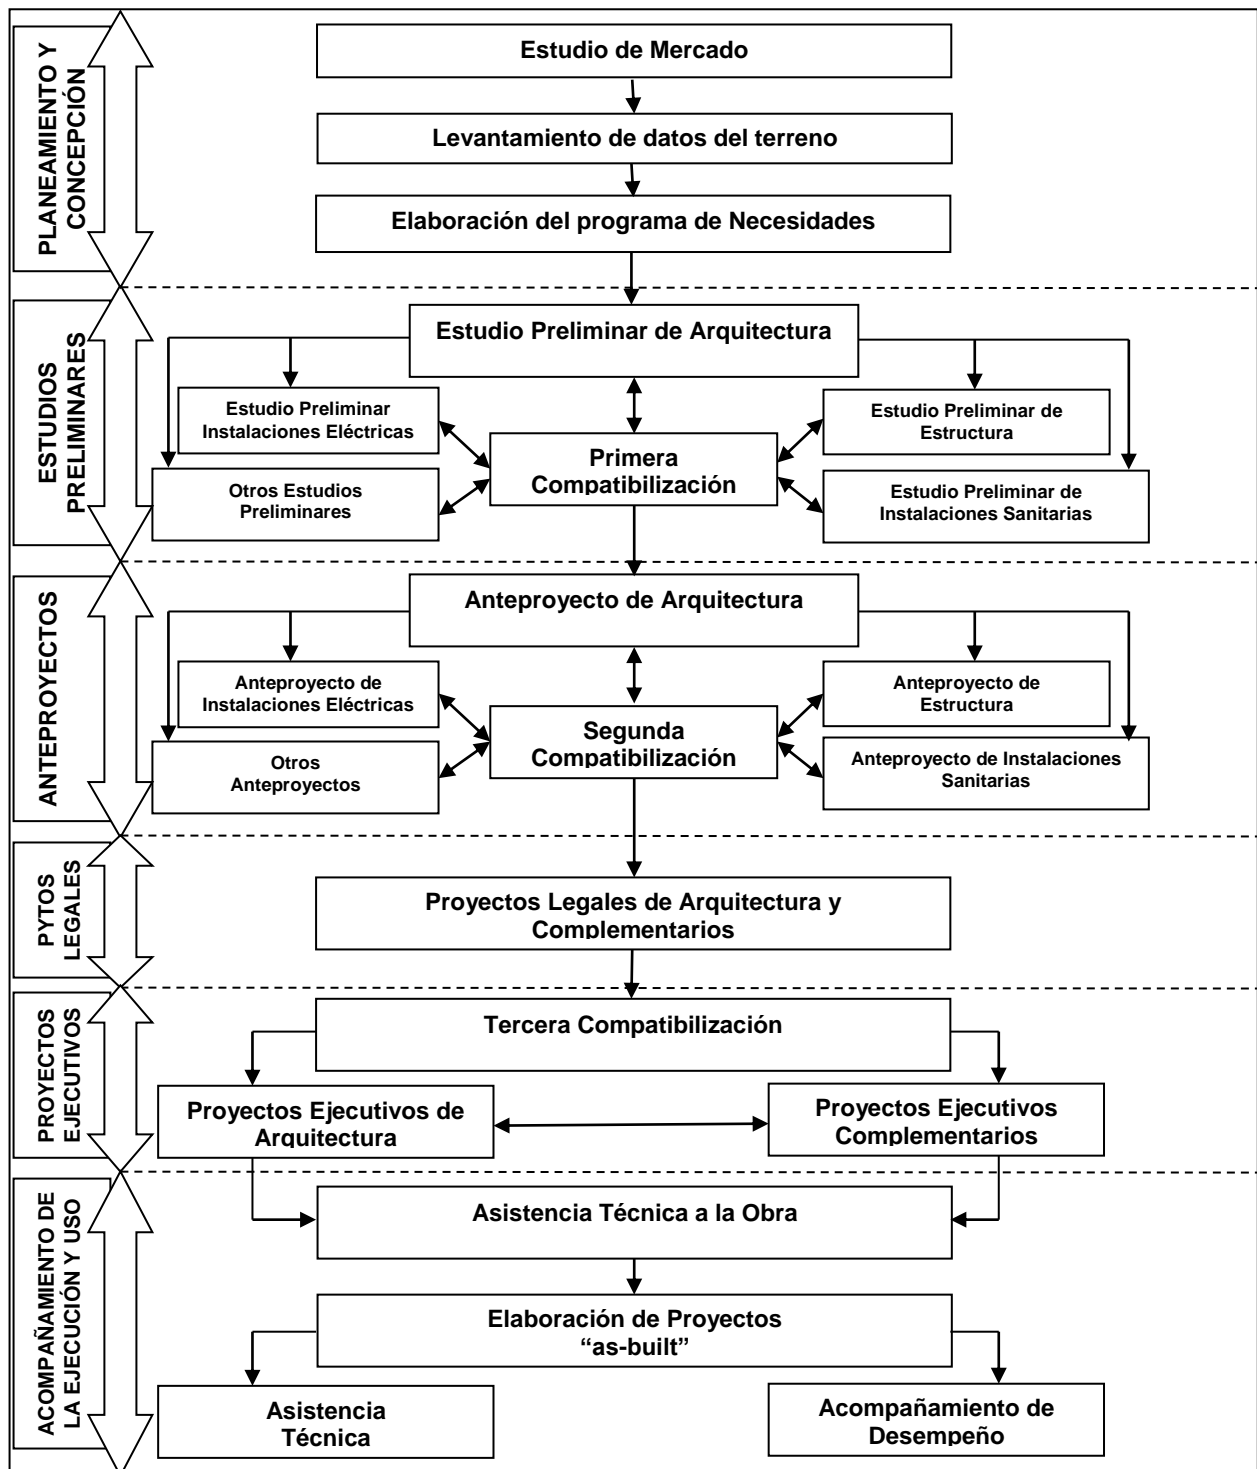 PLANEAMIENTO Y
CONCEPCIÓN
Estudio de Mercado
Levantamiento de datos del terreno
Elaboración del programa de Necesidades
ESTUDIOS
PRELIMINARES
Estudio Preliminar de Arquitectura
Estudio Preliminar
Instalaciones Eléctricas
Estudio Preliminar de
Estructura
Primera
Compatibilización
Otros Estudios
Preliminares
Estudio Preliminar de
Instalaciones Sanitarias
ANTEPROYECTOS
Anteproyecto de Arquitectura
Anteproyecto de
Instalaciones Eléctricas
Anteproyecto de
Estructura
Segunda
Compatibilización
Otros
Anteproyectos
Anteproyecto de Instalaciones
Sanitarias
PYTOS
LEGALES
Proyectos Legales de Arquitectura y
Complementarios
PROYECTOS
EJECUTIVOS
Tercera Compatibilización
Proyectos Ejecutivos de
Arquitectura
Proyectos Ejecutivos
Complementarios
ACOMPAÑAMIENTO DE
LA EJECUCIÓN Y USO
Asistencia Técnica a la Obra
Elaboración de Proyectos
“as-built”
Asistencia
Técnica
Acompañamiento de
Desempeño